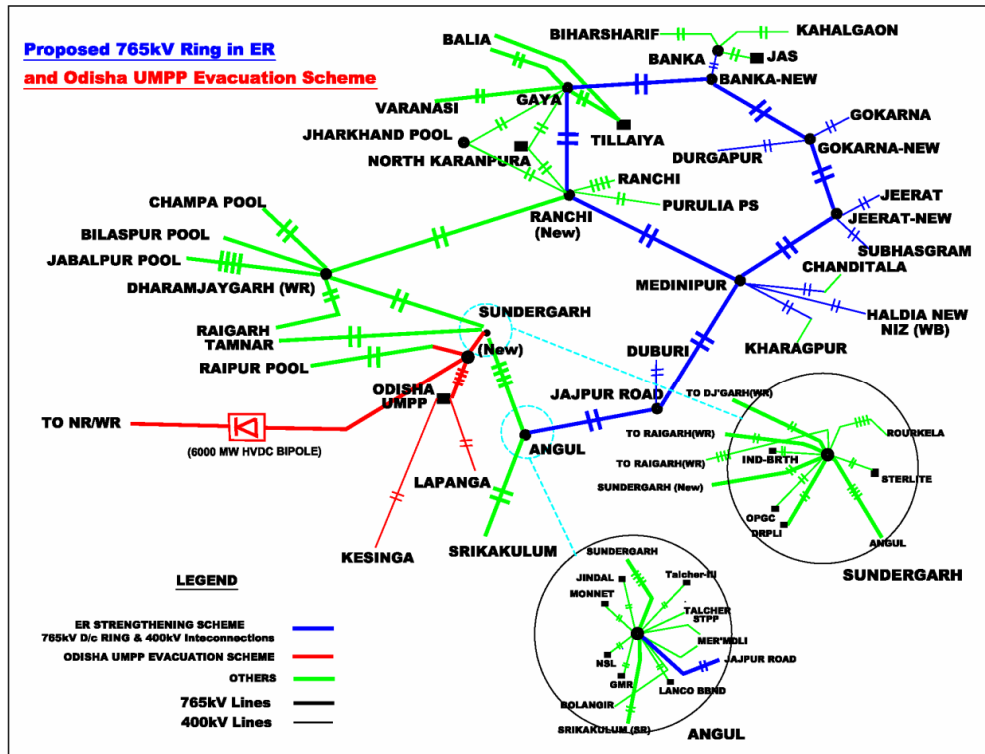 Proposed 765kV Ring in ER
and Odisha UMPP Evacuation Scheme
BALIA
BIHARSHARIF
KAHALGAON
BANKA
JAS
BANKA-NEW
VARANASI
GAYA
JHARKHAND POOL
TILLAIYA
NORTH KARANPURA
GOKARNA
DURGAPUR
GOKARNA-NEW
RANCHI
PURULIA PS
RANCHI
(New)
JEERAT
JEERAT-NEW
SUBHASGRAM
CHAMPA POOL
BILASPUR POOL
JABALPUR POOL
DHARAMJAYGARH (WR)
MEDINIPUR
CHANDITALA
HALDIA NEW
NIZ (WB)
KHARAGPUR
RAIGARH
TAMNAR
RAIPUR POOL
SUNDERGARH
(New)
ODISHA
UMPP
DUBURI
JAJPUR ROAD
TO NR/WR
(6000 MW HVDC BIPOLE)
ANGUL
LAPANGA
KESINGA
SRIKAKULUM
TO DJ'GARH(WR)
TO RAIGARH(WR)
ROURKELA
IND-BRTH
TO RAIGARH(WR)
STERLITE
SUNDERGARH (New)
OPGC
DRPLI
ANGUL
SUNDERGARH
SUNDERGARH
JINDAL
Talcher-III
MONNET
TALCHER
STPP
MER'MDLI
JAJPUR ROAD
NSL
GMR
LANCO BBND
BOLANGIR
SRIKAKULUM (SR)
ANGUL
LEGEND
ER STRENGTHENING SCHEME
765kV D/c RING & 400kV Inteconnections
ODISHA UMPP EVACUATION SCHEME
OTHERS
765kV Lines
400kV Lines